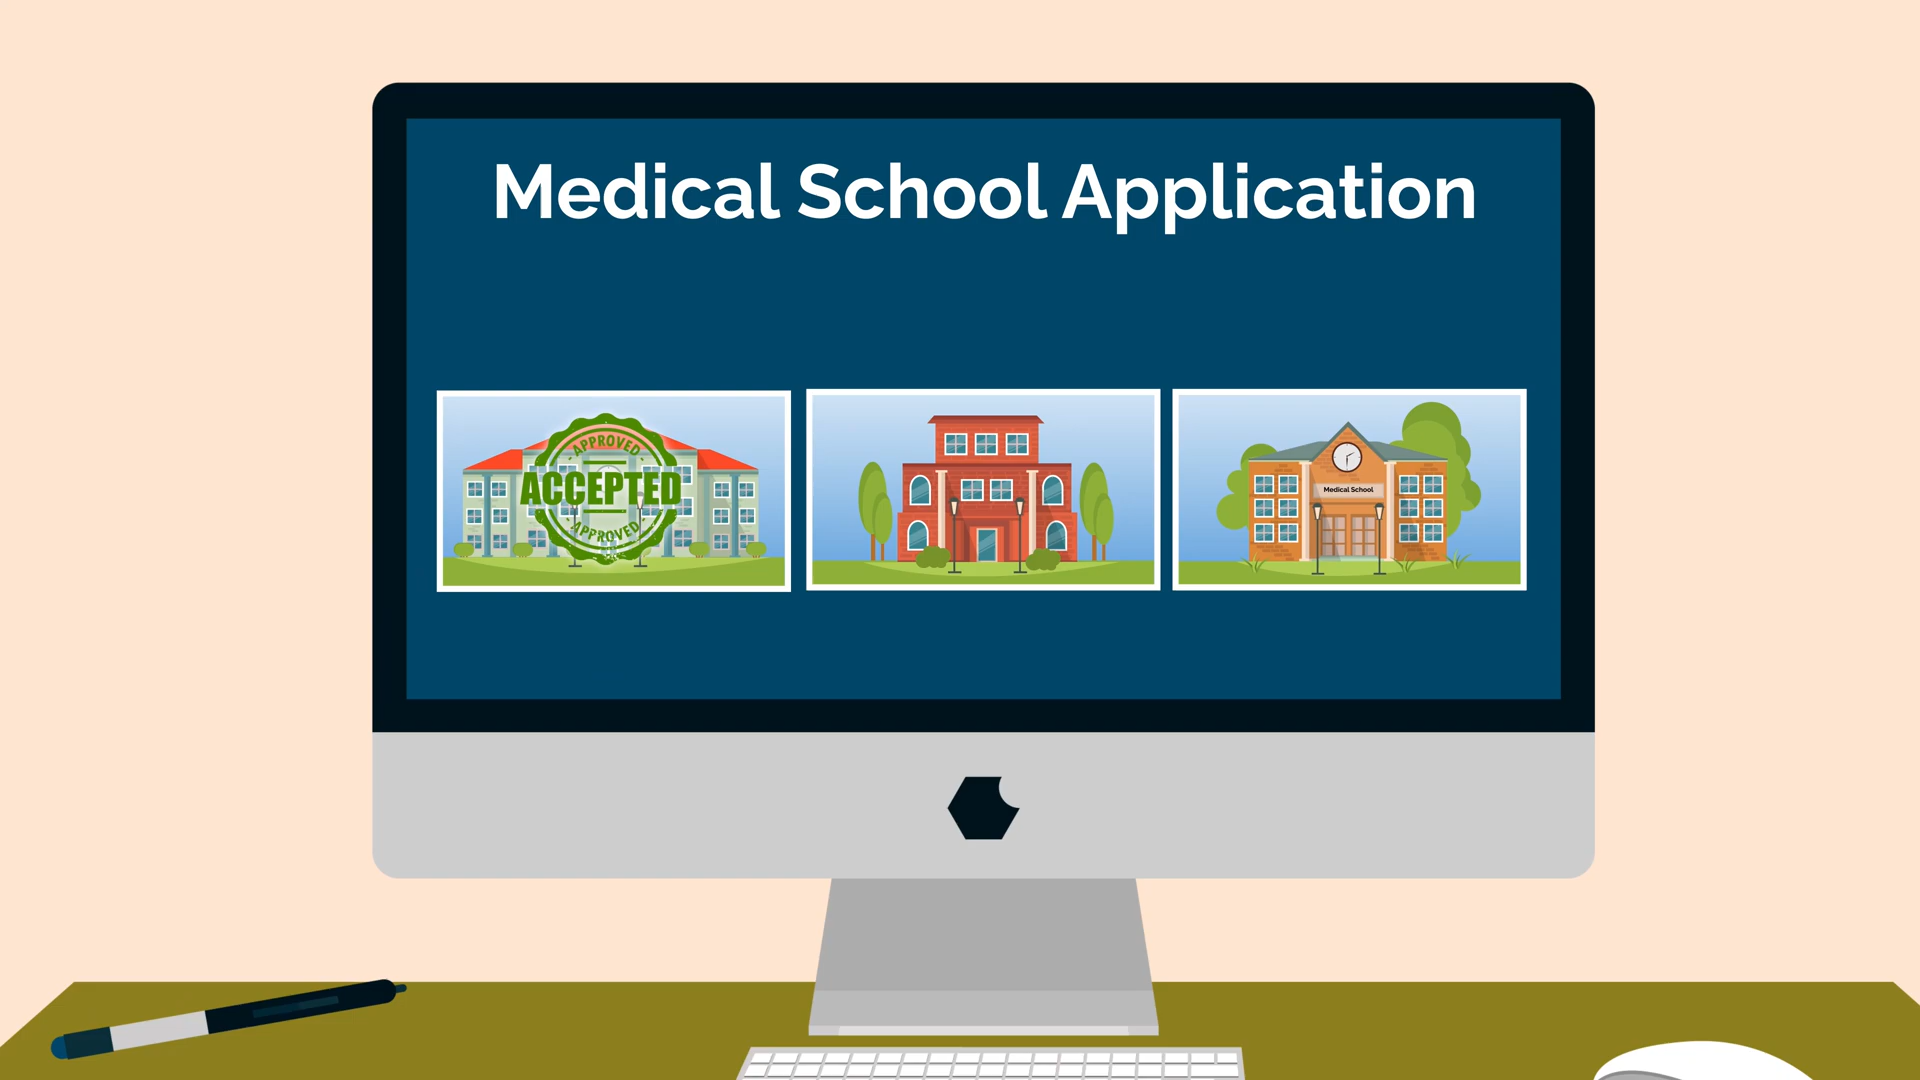 Medical School Application
APPROVED
ACCEPTED
APPROVED
Medical School